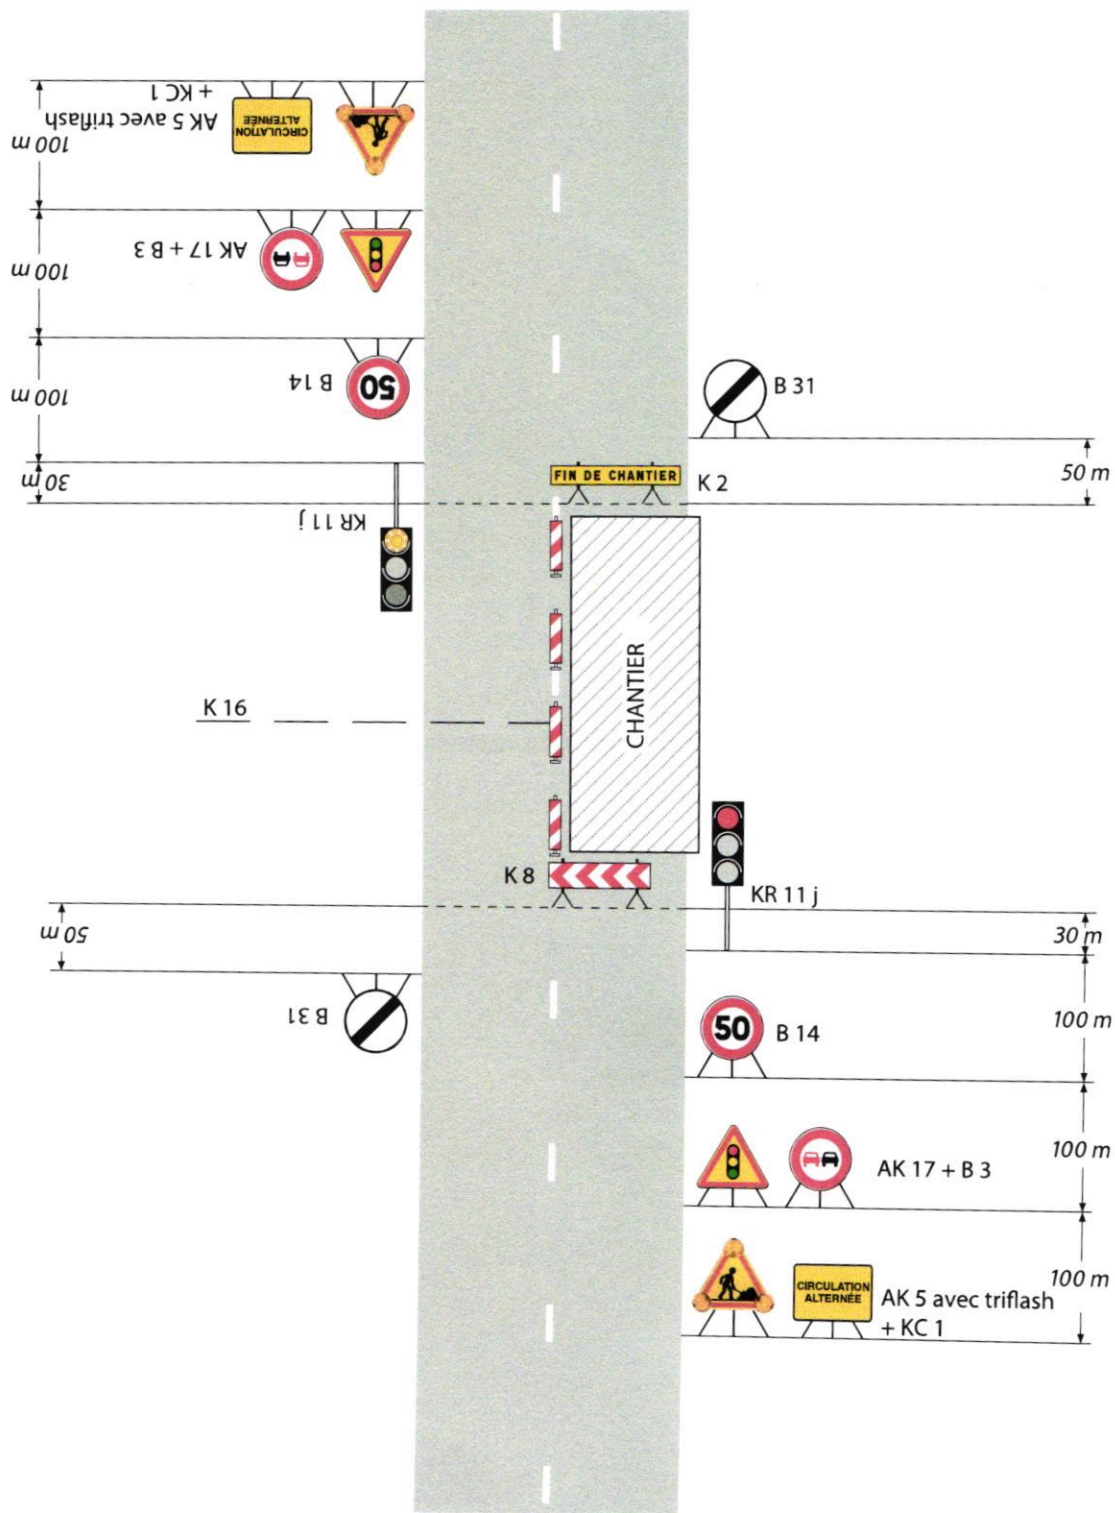 100 m
CIRCULATION
ALTERNÉE
AK 5 avec triflash
+ KC 1
100 m
AK 17 + B 3
100 m
50
B 14
30 m
KR 11 j
B 31
50 m
FIN DE CHANTIER
K 2
CHANTIER
K 16
K 8
KR 11 j
30 m
50 m
B 31
50
B 14
100 m
AK 17 + B 3
100 m
CIRCULATION
ALTERNÉE
AK 5 avec triflash
+ KC 1
100 m